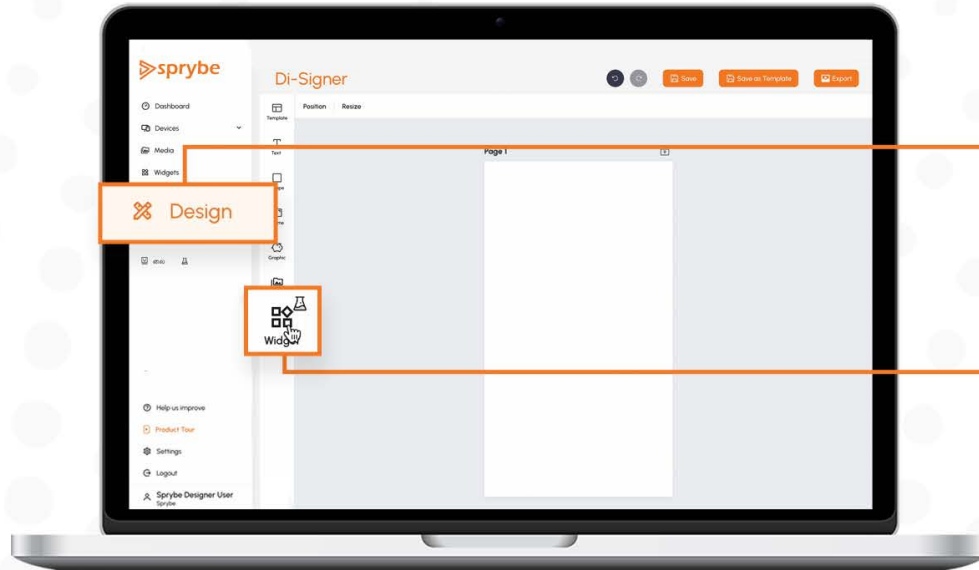 sprybe
Di-Signer
Save
Save as Template
Export
Dashboard
Devices
Media
Widgets
Design
Help us improve
Product Tour
Settings
Logout
Sprybe Designer User
Sprybe
Template
Text
Graphic
Widget
Position Resize
Page 1